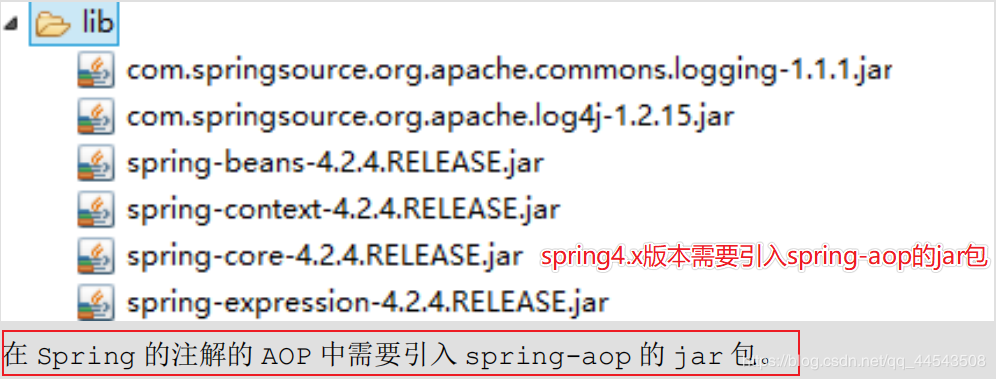 lib
com.springsource.org.apache.commons.logging-1.1.1.jar
com.springsource.org.apache.log4j-1.2.15.jar
spring-beans-4.2.4.RELEASE.jar
spring-context-4.2.4.RELEASE.jar
spring-core-4.2.4.RELEASE.jar spring4.x版本需要引入spring-aop的jar包
spring-expression-4.2.4.RELEASE.jar
在 Spring 的注解的 AOP 中需要引入 spring-aop 的 jar 包。
https://blog.csdn.net/qq_44543508